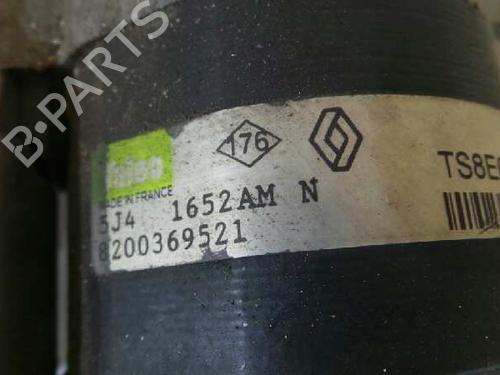 B-PARTS
Valeo
MADE IN FRANCE
176
TS8E
5J4 1652AM N
8200369521